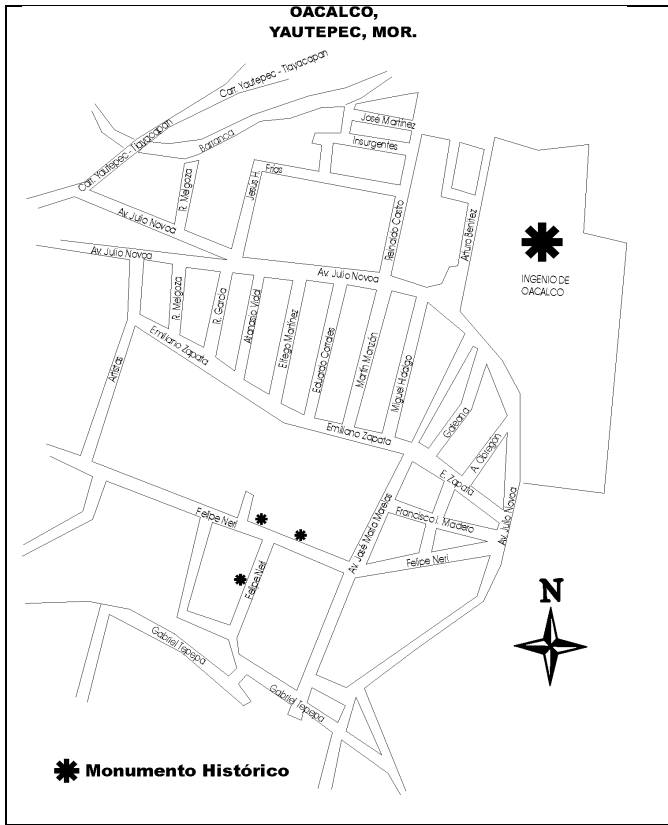 OACALCO,
YAUTEPEC, MOR.
Carr. Yautepec - Tlayacapan
Carr. Yautepec - Tlayacapan
Barranca
José Martínez
Insurgentes
Frías
Jesús H.
R. Melgoza
Av. Julio Novoa
Reinaldo Castro
Arturo Benítez
INGENIO DE
OACALCO
Av. Julio Novoa
Av. Julio Novoa
R. Melgoza
R. García
Atanasio Vidal
Elfego Martínez
Eduardo Corrales
Martín Monzón
Miguel Hidalgo
Emiliano Zapata
Artistas
Galeana
A. Obregón
Emiliano Zapata
E. Zapata
Av. Julio Novoa
Francisco I. Madero
Felipe Neri
Av. José María Morelos
Felipe Neri
Felipe Neri
N
Gabriel Tepepa
Gabriel Tepepa
Monumento Histórico